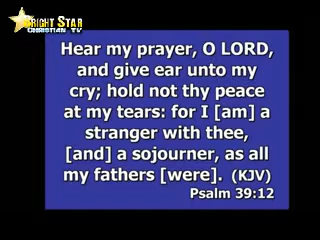 Bright Star
CHRISTIAN TV
Hear my prayer, O LORD,
and give ear unto my
cry; hold not thy peace
at my tears: for I [am] a
stranger with thee,
[and] a sojourner, as all
my fathers [were]. (KJV)
Psalm 39:12